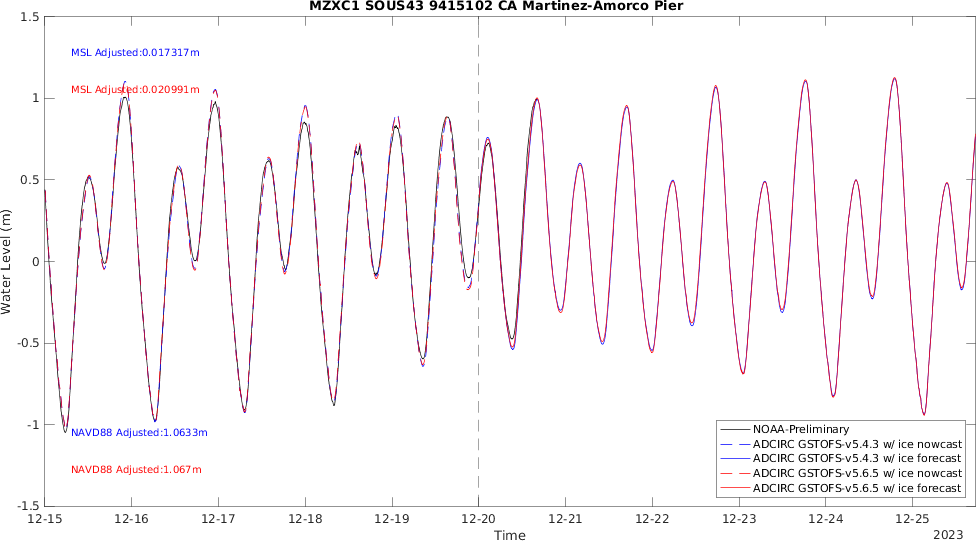 MZXC1 SOUS43 9415102 CA Martinez-Amorco Pier
1.5
MSL Adjusted:0.017317m
MSL Adjusted:0.020991m
1
0.5
Water Level (m)
0
-0.5
-1
NAVD88 Adjusted:1.0633m
NAVD88 Adjusted:1.067m
-1.5
NOAA-Preliminary
ADCIRC GSTOFS-v5.4.3 w/ ice nowcast
ADCIRC GSTOFS-v5.4.3 w/ ice forecast
ADCIRC GSTOFS-v5.6.5 w/ ice nowcast
ADCIRC GSTOFS-v5.6.5 w/ ice forecast
12-15 12-16 12-17 12-18 12-19 12-20 12-21 12-22 12-23 12-24 12-25
Time
2023